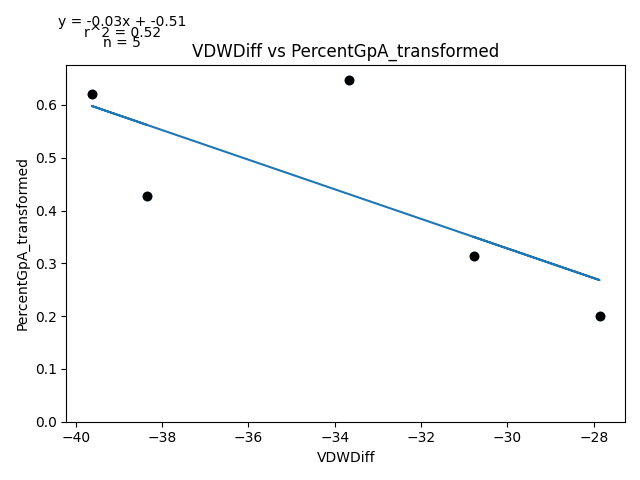 y = -0.03x + -0.51
r^2 = 0.52
n = 5
VDWDiff vs PercentGpA_transformed
PercentGpA_transformed
0.6
0.5
0.4
0.3
0.2
0.1
0.0
−40 −38 −36 −34 −32 −30 −28
VDWDiff